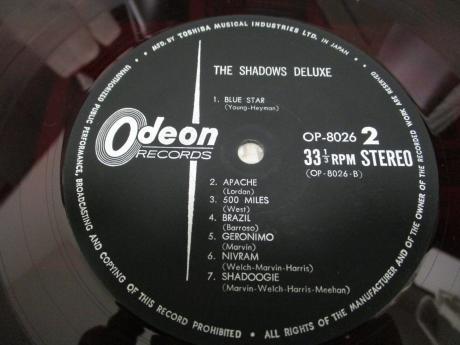 MFD. BY TOSHIBA MUSICAL INDUSTRIES LTD. IN JAPAN.
UNAUTHORIZED PUBLIC PERFORMANCE, BROADCASTING AND COPYING OF THIS RECORD PROHIBITED • ALL RIGHTS OF THE MANUFACTURER AND OF THE OWNER OF THE RECORDED WORK ARE RESERVED
THE SHADOWS DELUXE
1. BLUE STAR
(Young-Heyman)
Odeon
RECORDS
OP-8026 2
33 1/3 RPM STEREO
(OP-8026-B)
2. APACHE
(Lordan)
3. 500 MILES
(West)
4. BRAZIL
(Barroso)
5. GERONIMO
(Marvin)
6. NIVRAM
(Welch-Marvin-Harris)
7. SHADOOGIE
(Marvin-Welch-Harris-Meehan)